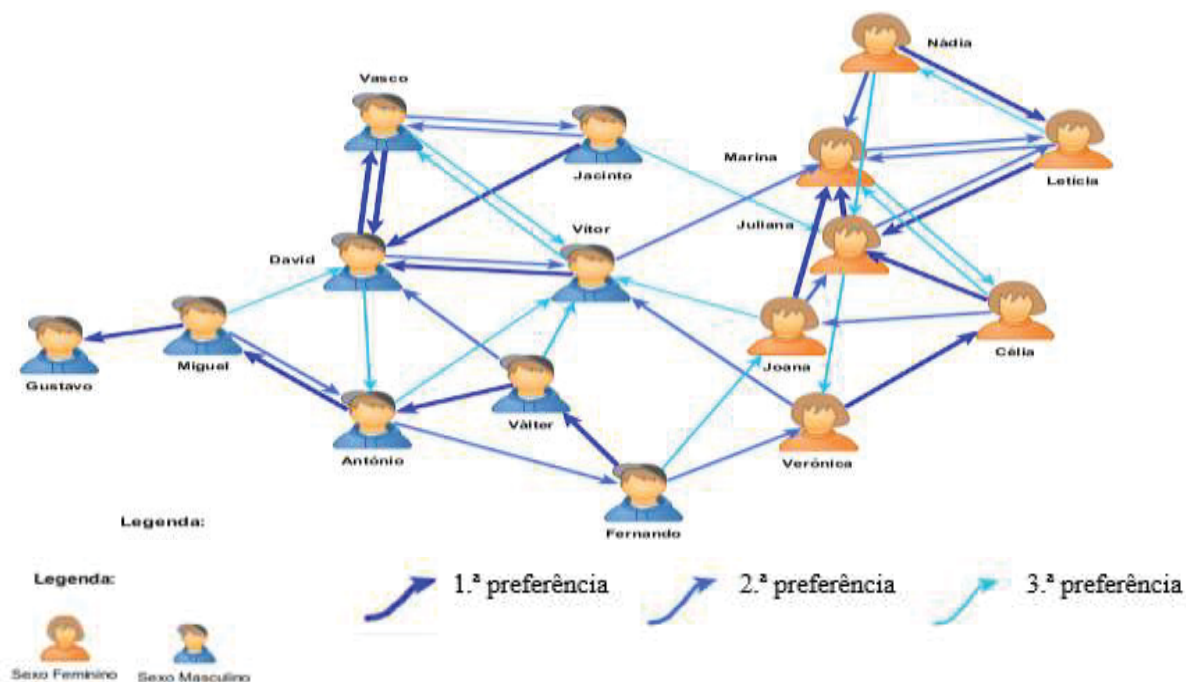 Nádia
Vasco
Marina
Letícia
Jacinto
Juliana
Vítor
David
Miguel
Joana
Célia
Gustavo
Válter
António
Verónica
Fernando
Legenda:
Legenda:
1.ª preferência
2.ª preferência
3.ª preferência
Sexo Feminino
Sexo Masculino